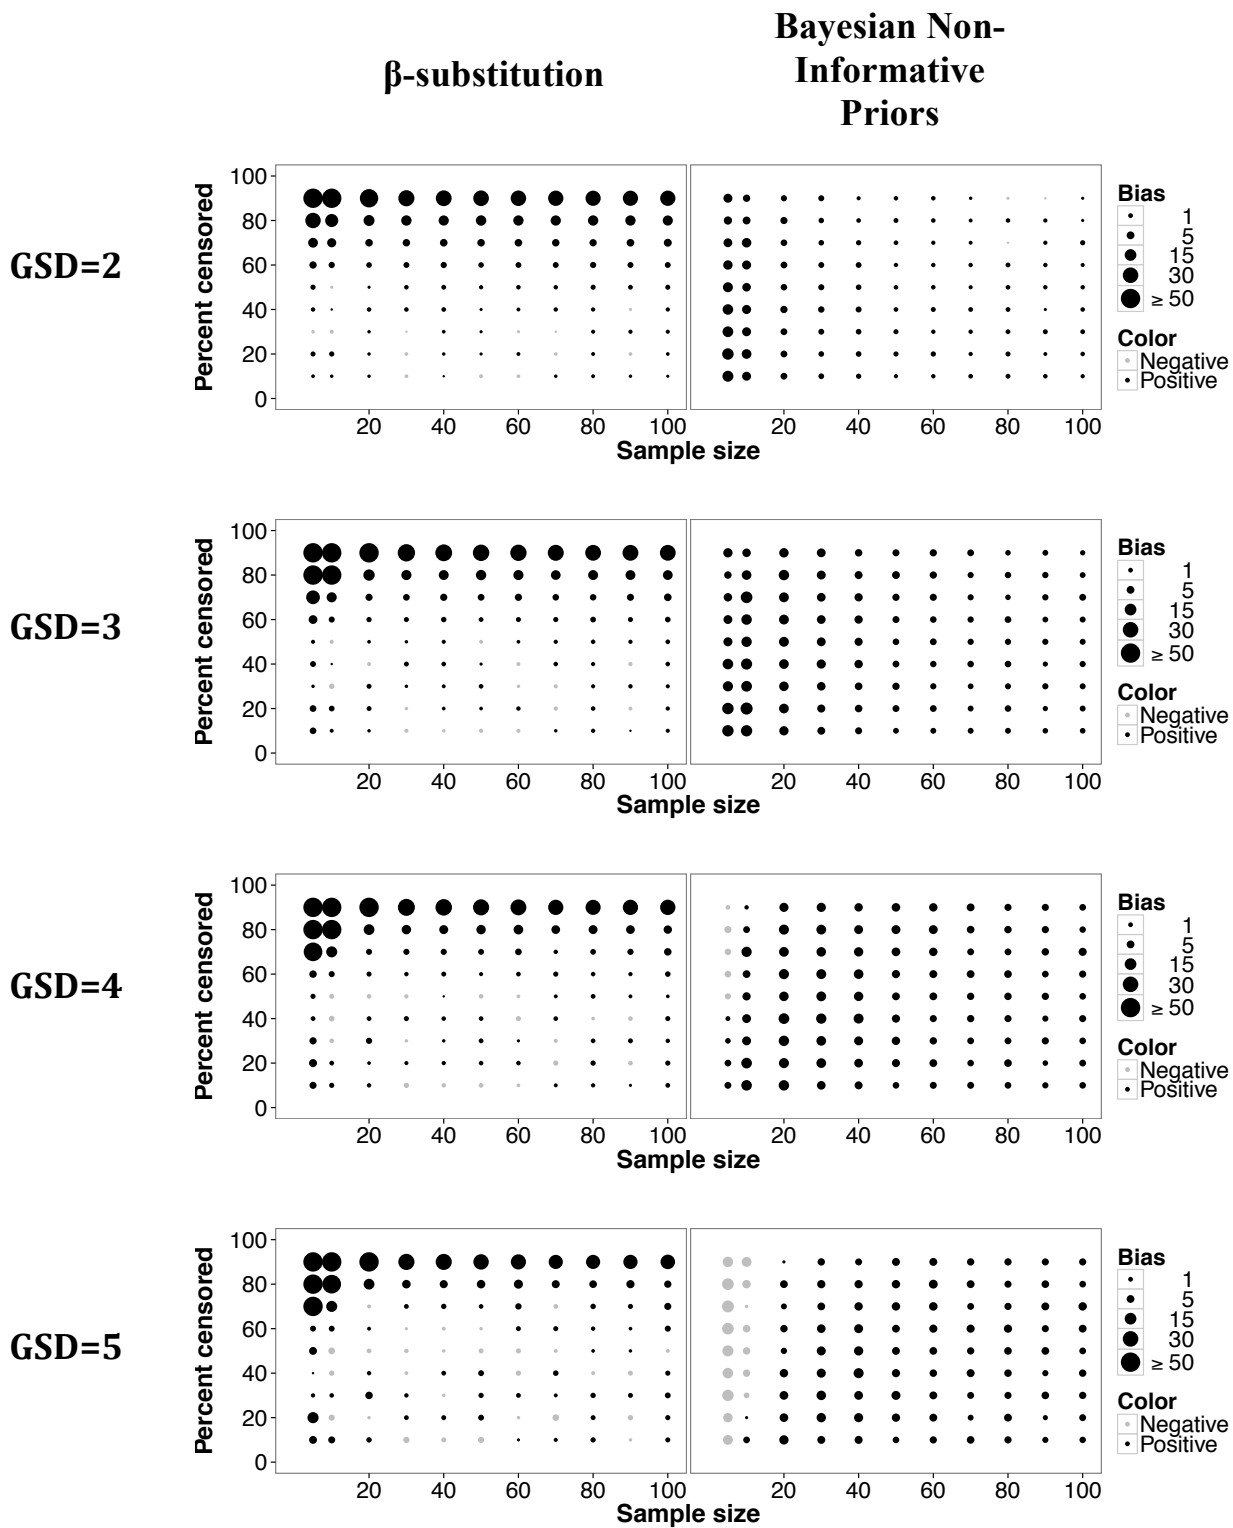 β-substitution
Bayesian Non-
Informative
Priors
GSD=2
Percent censored
100
80
60
40
20
0
20 40 60 80 100
20 40 60 80 100
Sample size
Bias
1
5
15
30
≥ 50
Color
Negative
Positive
GSD=3
Percent censored
100
80
60
40
20
0
20 40 60 80 100
20 40 60 80 100
Sample size
Bias
1
5
15
30
≥ 50
Color
Negative
Positive
GSD=4
Percent censored
100
80
60
40
20
0
20 40 60 80 100
20 40 60 80 100
Sample size
Bias
1
5
15
30
≥ 50
Color
Negative
Positive
GSD=5
Percent censored
100
80
60
40
20
0
20 40 60 80 100
20 40 60 80 100
Sample size
Bias
1
5
15
30
≥ 50
Color
Negative
Positive